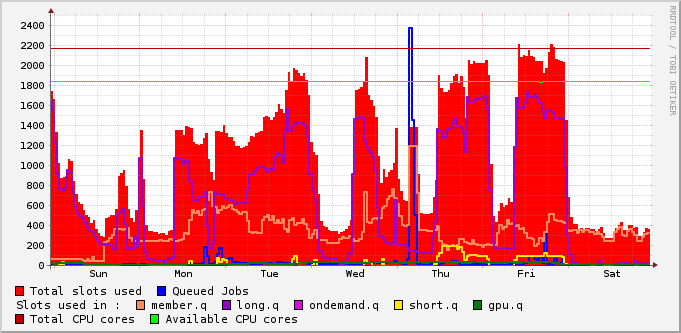 2400
2200
2000
1800
1600
1400
1200
1000
800
600
400
200
0
Sun Mon Tue Wed Thu Fri Sat
RRDTOOL / TOBI OETIKER
Total slots used Queued Jobs
Slots used in : member.q long.q ondemand.q short.q gpu.q
Total CPU cores Available CPU cores